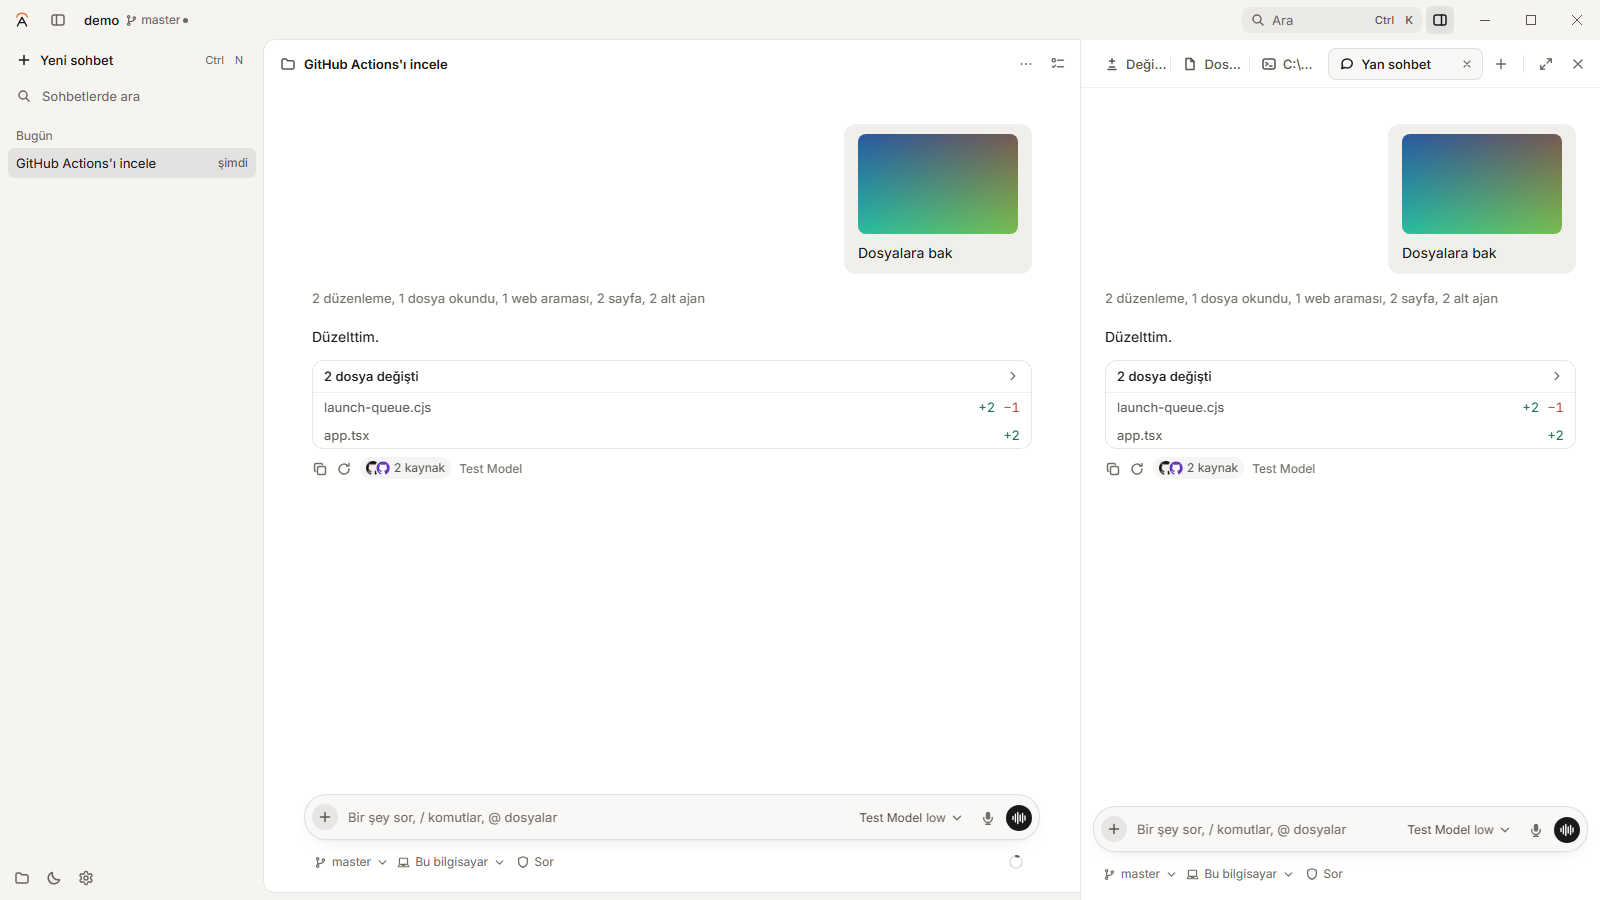 demo master
Ara Ctrl K
Yeni sohbet Ctrl N
Sohbetlerde ara
Bugün
GitHub Actions'ı incele şimdi
GitHub Actions'ı incele
Dosyalara bak
2 düzenleme, 1 dosya okundu, 1 web araması, 2 sayfa, 2 alt ajan
Düzelttim.
2 dosya değişti
launch-queue.cjs +2 −1
app.tsx +2
2 kaynak Test Model
Bir şey sor, / komutlar, @ dosyalar Test Model low
master Bu bilgisayar Sor
Deği... Dos... C:\... Yan sohbet
Dosyalara bak
2 düzenleme, 1 dosya okundu, 1 web araması, 2 sayfa, 2 alt ajan
Düzelttim.
2 dosya değişti
launch-queue.cjs +2 −1
app.tsx +2
2 kaynak Test Model
Bir şey sor, / komutlar, @ dosyalar Test Model low
master Bu bilgisayar Sor